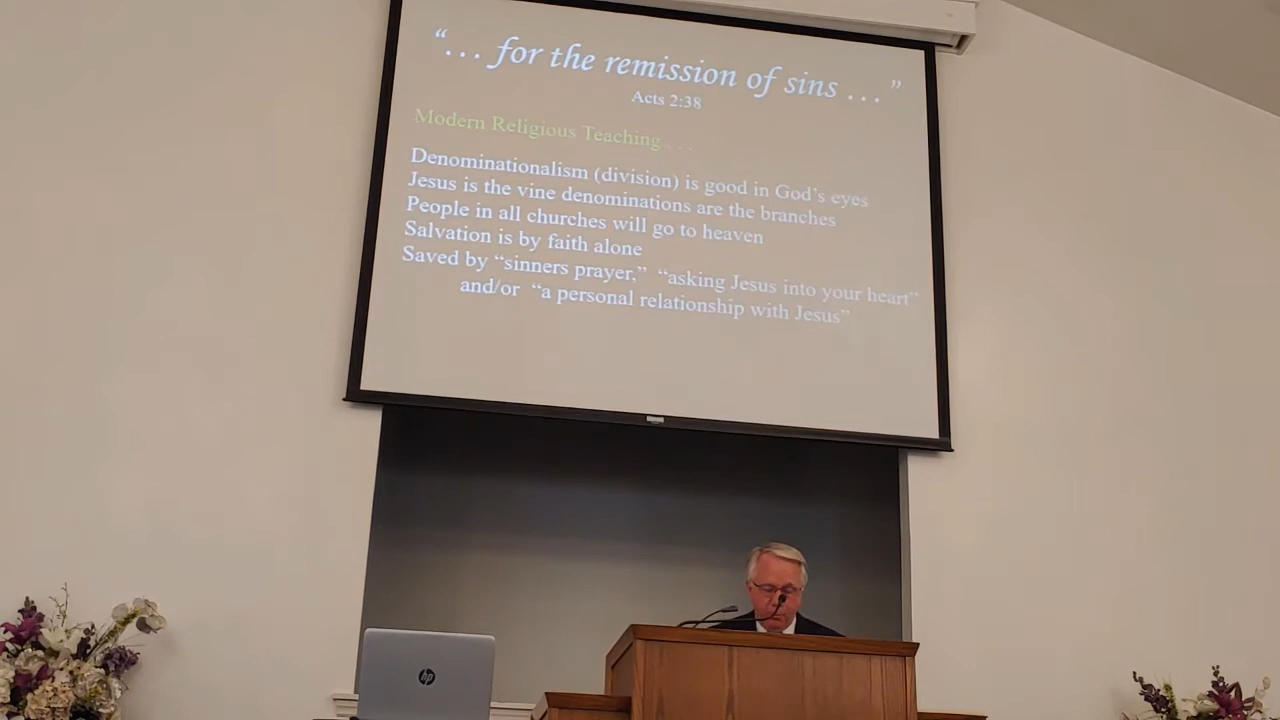 “… for the remission of sins … ”
Acts 2:38
Modern Religious Teaching . . .
Denominationalism (division) is good in God’s eyes
Jesus is the vine denominations are the branches
People in all churches will go to heaven
Salvation is by faith alone
Saved by “sinners prayer,” “asking Jesus into your heart”
and/or “a personal relationship with Jesus”
hp